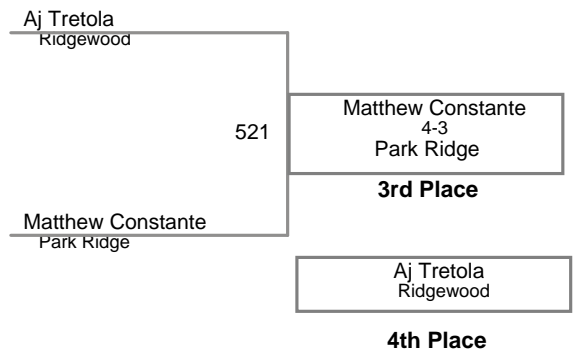 Aj Tretola
Ridgewood
521
Matthew Constante
4-3
Park Ridge
3rd Place
Matthew Constante
Park Ridge
Aj Tretola
Ridgewood
4th Place